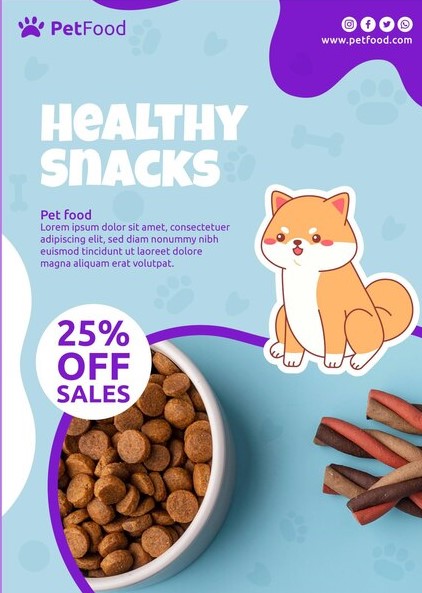 PetFood
www.petfood.com
HEALTHY
SNACKS
Pet food
Lorem ipsum dolor sit amet, consectetuer
adipiscing elit, sed diam nonummy nibh
euismod tincidunt ut laoreet dolore
magna aliquam erat volutpat.
25%
OFF
SALES